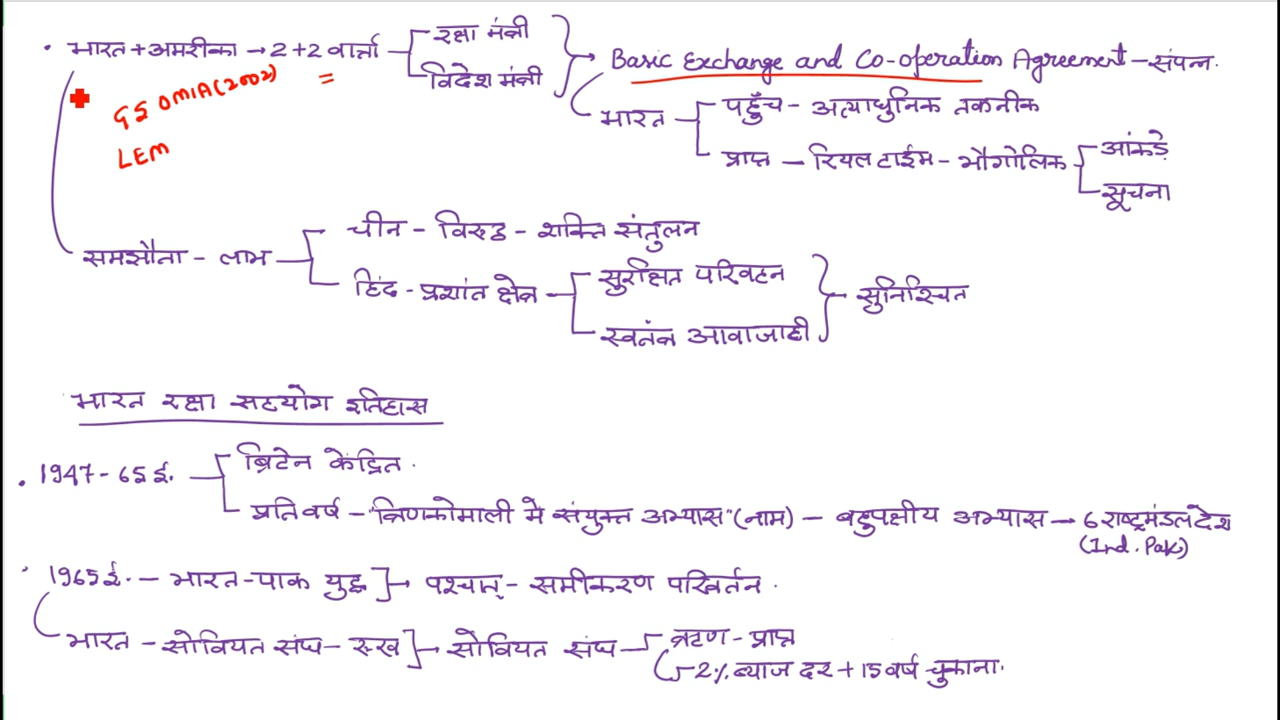 भारत+अमरीका → 2+2 वार्त्ता
रक्षा मंत्री
विदेश मंत्री
Basic Exchange and Co-operation Agreement - संपन्न.
GSOMIA(2002) =
LEM
भारत
पहुँच - अत्याधुनिक तकनीक
प्राप्त - रियल टाईम - भौगोलिक
आंकड़े
सूचना
समझौता - लाभ
चीन - विरुद्ध - शक्ति संतुलन
हिंद - प्रशांत क्षेत्र
सुरक्षित परिवहन
स्वतंत्र आवाजाही
सुनिश्चित
भारत रक्षा सहयोग इतिहास
1947 - 65 ई.
ब्रिटेन केंद्रित.
प्रतिवर्ष - "त्रिणकोमाली में संयुक्त अभ्यास" (नाम) - बहुपक्षीय अभ्यास → 6 राष्ट्रमंडल देश
(Ind. Pak)
1965 ई. - भारत-पाक युद्ध → पश्चात् - समीकरण परिवर्तन.
भारत - सोवियत संघ - रूख → सोवियत संघ
ऋण - प्राप्त
2% ब्याज दर + 15 वर्ष चुकाना.